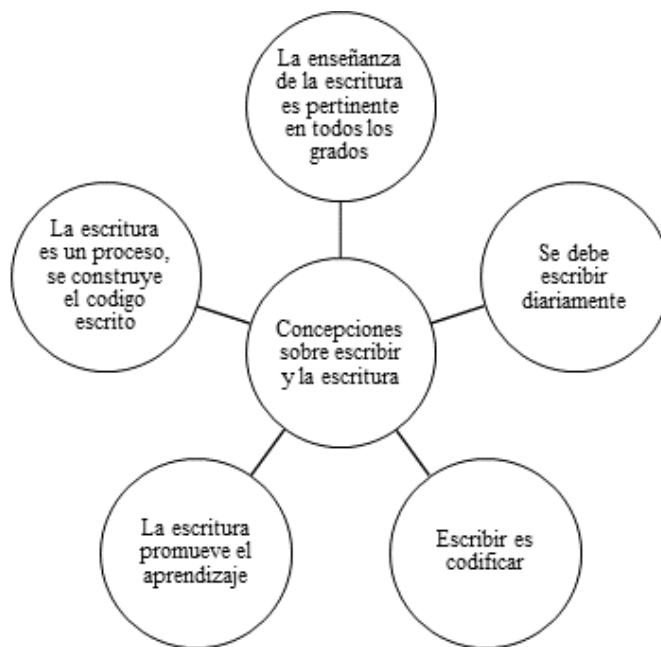 La enseñanza
de la escritura
es pertinente
en todos los
grados
La escritura
es un proceso,
se construye
el codigo
escrito
Se debe
escribir
diariamente
Concepciones
sobre escribir
y la escritura
La escritura
promueve el
aprendizaje
Escribir es
codificar